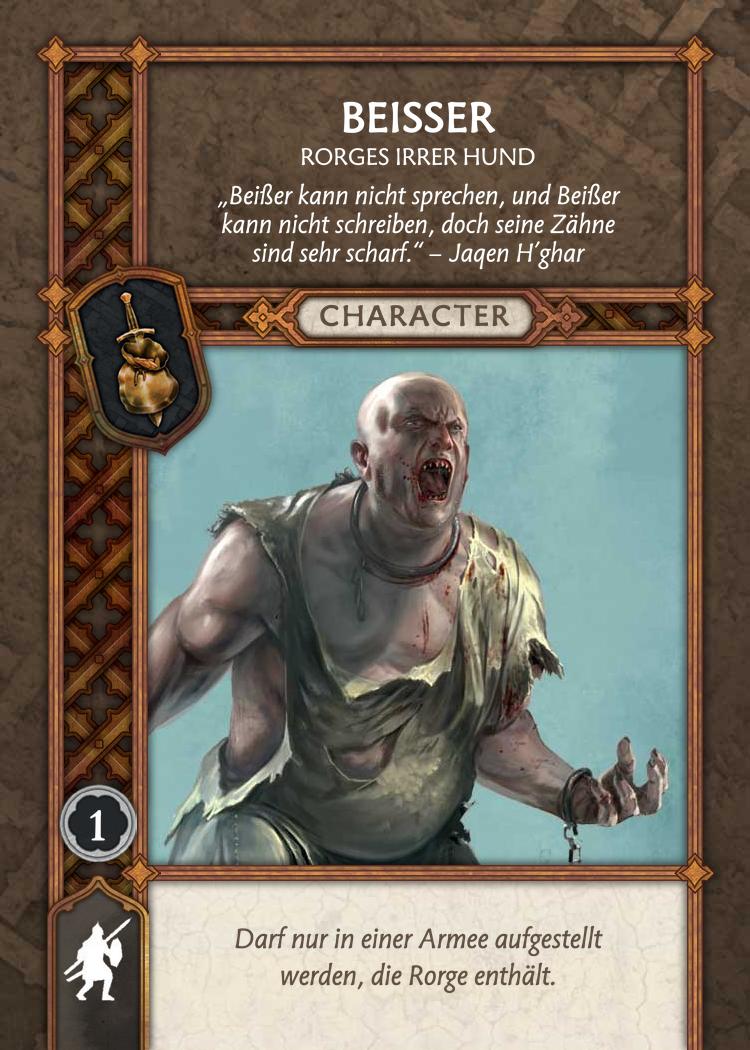 BEISSER
RORGES IRRER HUND
„Beißer kann nicht sprechen, und Beißer
kann nicht schreiben, doch seine Zähne
sind sehr scharf.“ – Jaqen H’ghar
CHARACTER
1
Darf nur in einer Armee aufgestellt
werden, die Rorge enthält.